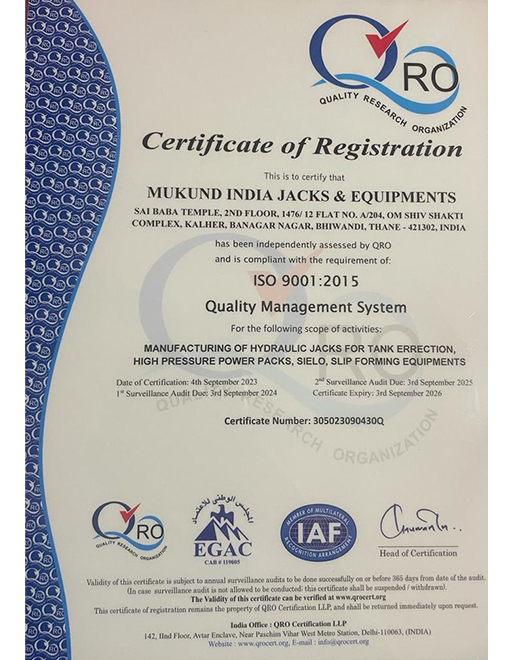 QRO
QUALITY RESEARCH ORGANIZATION
Certificate of Registration
This is to certify that
MUKUND INDIA JACKS & EQUIPMENTS
SAI BABA TEMPLE, 2ND FLOOR, 1476/ 12 FLAT NO. A/204, OM SHIV SHAKTI
COMPLEX, KALHER, BANAGAR NAGAR, BHIWANDI, THANE - 421302, INDIA
has been independently assessed by QRO
and is compliant with the requirement of:
ISO 9001:2015
Quality Management System
For the following scope of activities:
MANUFACTURING OF HYDRAULIC JACKS FOR TANK ERRECTION,
HIGH PRESSURE POWER PACKS, SIELO, SLIP FORMING EQUIPMENTS
Date of Certification: 4th September 2023 2nd Surveillance Audit Due: 3rd September 2025
1st Surveillance Audit Due: 3rd September 2024 Certificate Expiry: 3rd September 2026
Certificate Number: 305023090430Q
QRO
QUALITY RESEARCH ORGANIZATION
QRO
QUALITY RESEARCH ORGANIZATION
المجلس الوطني للاعتماد
EGAC
CAB # 119005
MEMBER OF MULTILATERAL
IAF
RECOGNITION ARRANGEMENT
Head of Certification
Validity of this certificate is subject to annual surveillance audits to be done successfully on or before 365 days from date of the audit.
(In case surveillance audit is not allowed to be conducted; this certificate shall be suspended / withdrawn).
The Validity of this certificate can be verified at www.qrocert.org
This certificate of registration remains the property of QRO Certification LLP, and shall be returned immediately upon request.
India Office : QRO Certification LLP
142, IInd Floor, Avtar Enclave, Near Paschim Vihar West Metro Station, Delhi-110063, (INDIA)
Website : www.qrocert.org, E-mail : info@qrocert.org